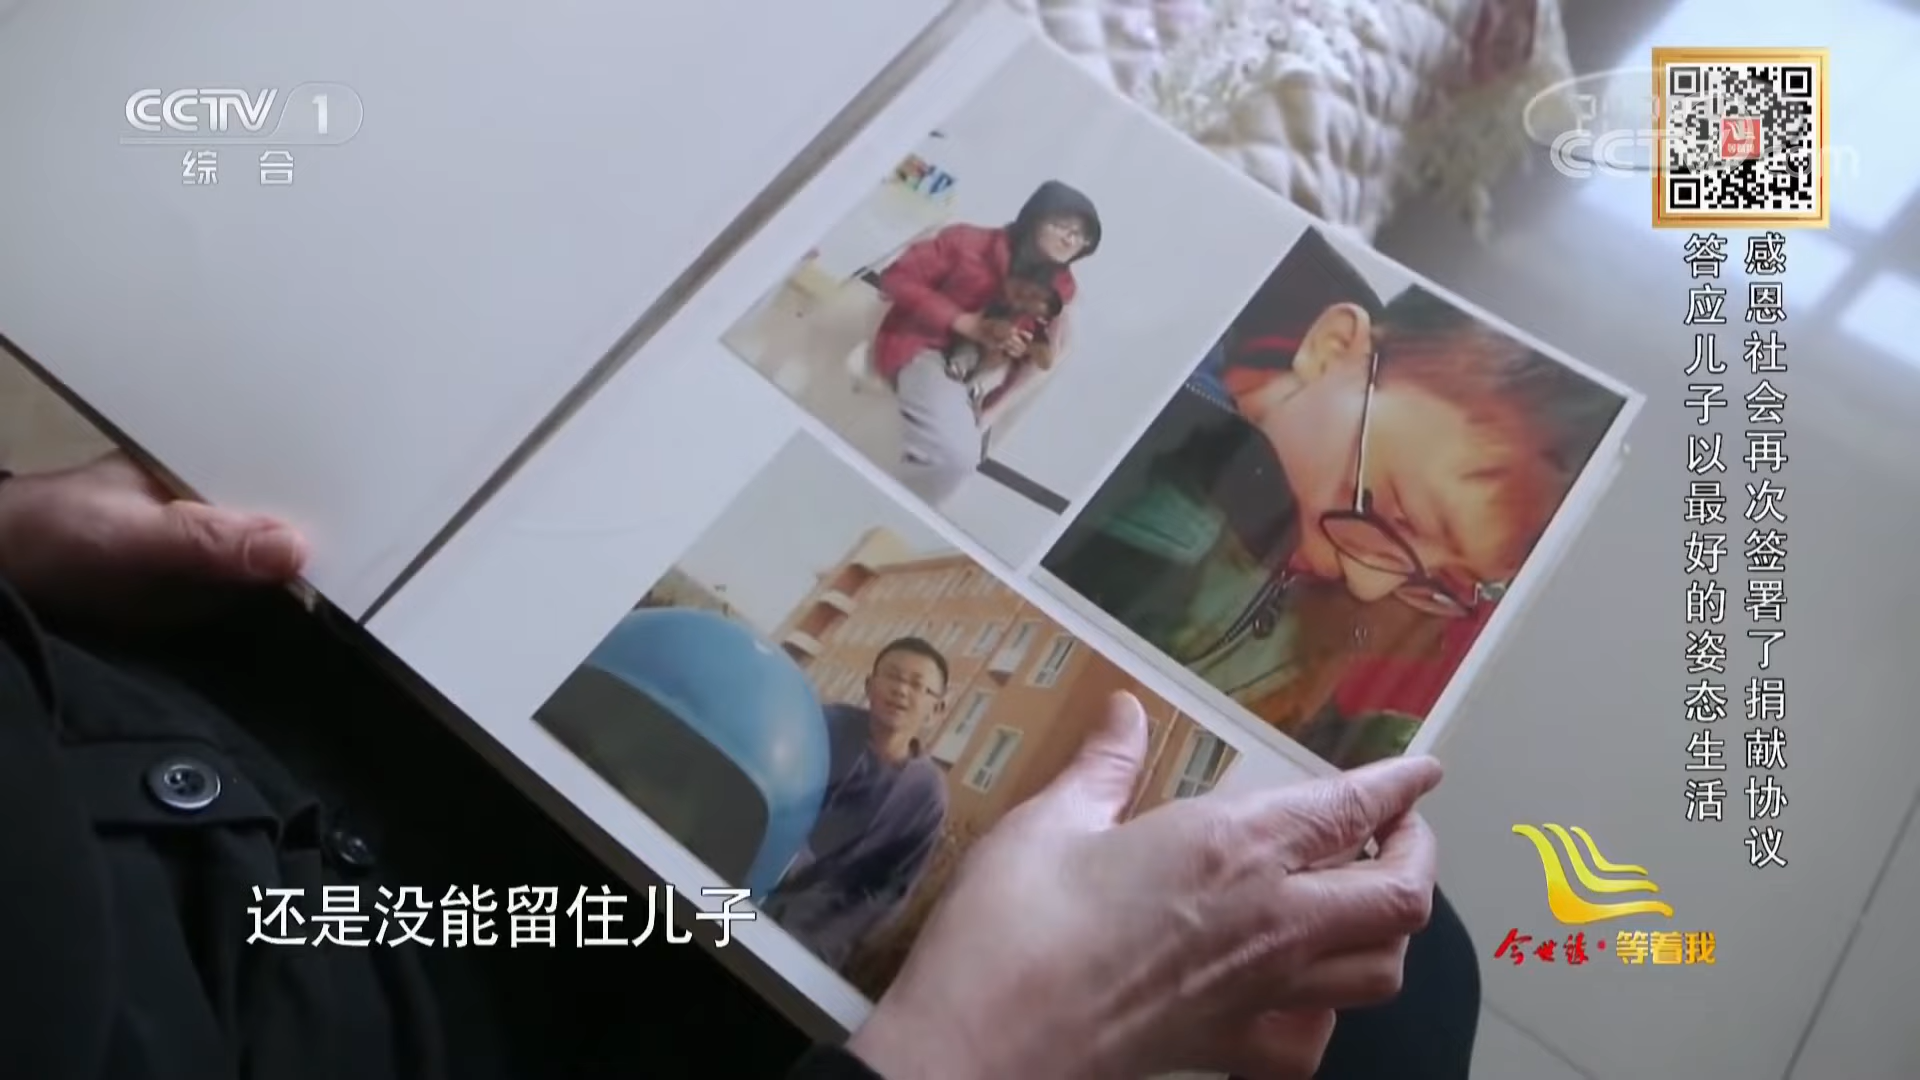 CCTV 1
综合
感恩社会再次签署了捐献协议
答应儿子以最好的姿态生活
还是没能留住儿子
今世缘·等着我